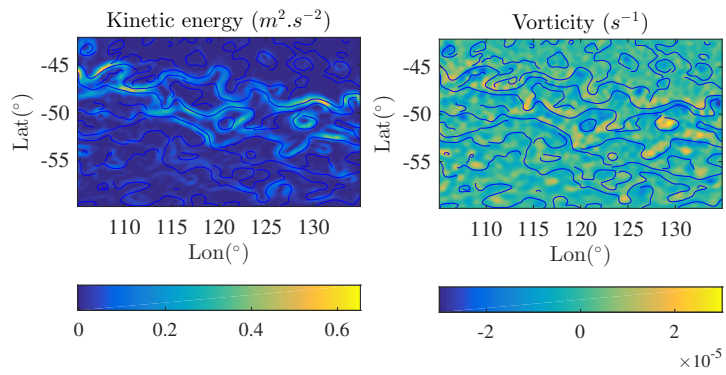 Kinetic energy (m².s⁻²)
-45
-50
-55
Lat(°)
110 115 120 125 130
Lon(°)
0 0.2 0.4 0.6
Vorticity (s⁻¹)
-45
-50
-55
Lat(°)
110 115 120 125 130
Lon(°)
-2 0 2
×10⁻⁵